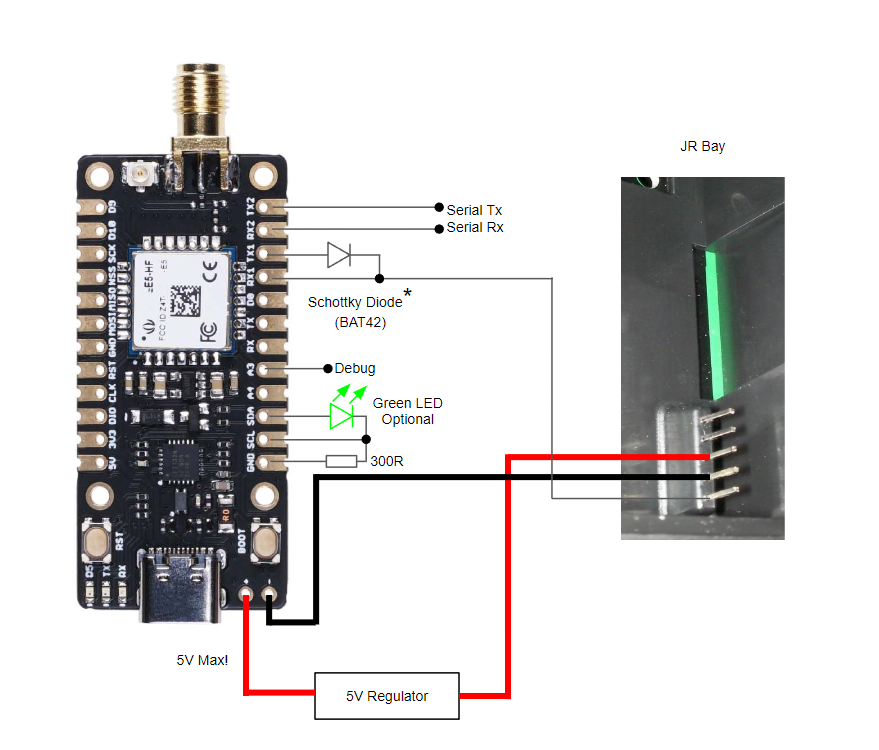 JR Bay
TX2
RX2
TX1
RX1
D0
TX
RX
A3
A4
SDA
SCL
GND
D9
D10
SCK
NSS
MISO
MOSI
GND
RST
CLK
DIO
3V3
5V
E5-HF
-E5
FCC ID:Z4T-
CE
FC
Serial Tx
Serial Rx
Schottky Diode*
(BAT42)
Debug
Green LED
Optional
300R
R0
RST
BOOT
D5
TX
RX
+
-
5V Max!
5V Regulator